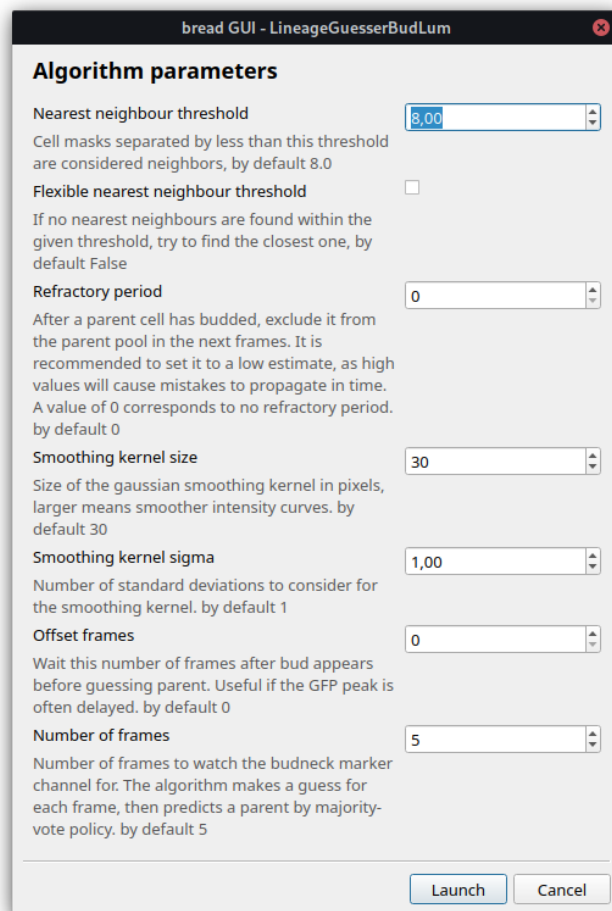 bread GUI - LineageGuesserBudLum
Algorithm parameters
Nearest neighbour threshold
8,00
Cell masks separated by less than this threshold
are considered neighbors, by default 8.0
Flexible nearest neighbour threshold
If no nearest neighbours are found within the
given threshold, try to find the closest one, by
default False
Refractory period
0
After a parent cell has budded, exclude it from
the parent pool in the next frames. It is
recommended to set it to a low estimate, as high
values will cause mistakes to propagate in time.
A value of 0 corresponds to no refractory period.
by default 0
Smoothing kernel size
30
Size of the gaussian smoothing kernel in pixels,
larger means smoother intensity curves. by
default 30
Smoothing kernel sigma
1,00
Number of standard deviations to consider for
the smoothing kernel. by default 1
Offset frames
0
Wait this number of frames after bud appears
before guessing parent. Useful if the GFP peak is
often delayed. by default 0
Number of frames
5
Number of frames to watch the budneck marker
channel for. The algorithm makes a guess for
each frame, then predicts a parent by majority-
vote policy. by default 5
Launch
Cancel